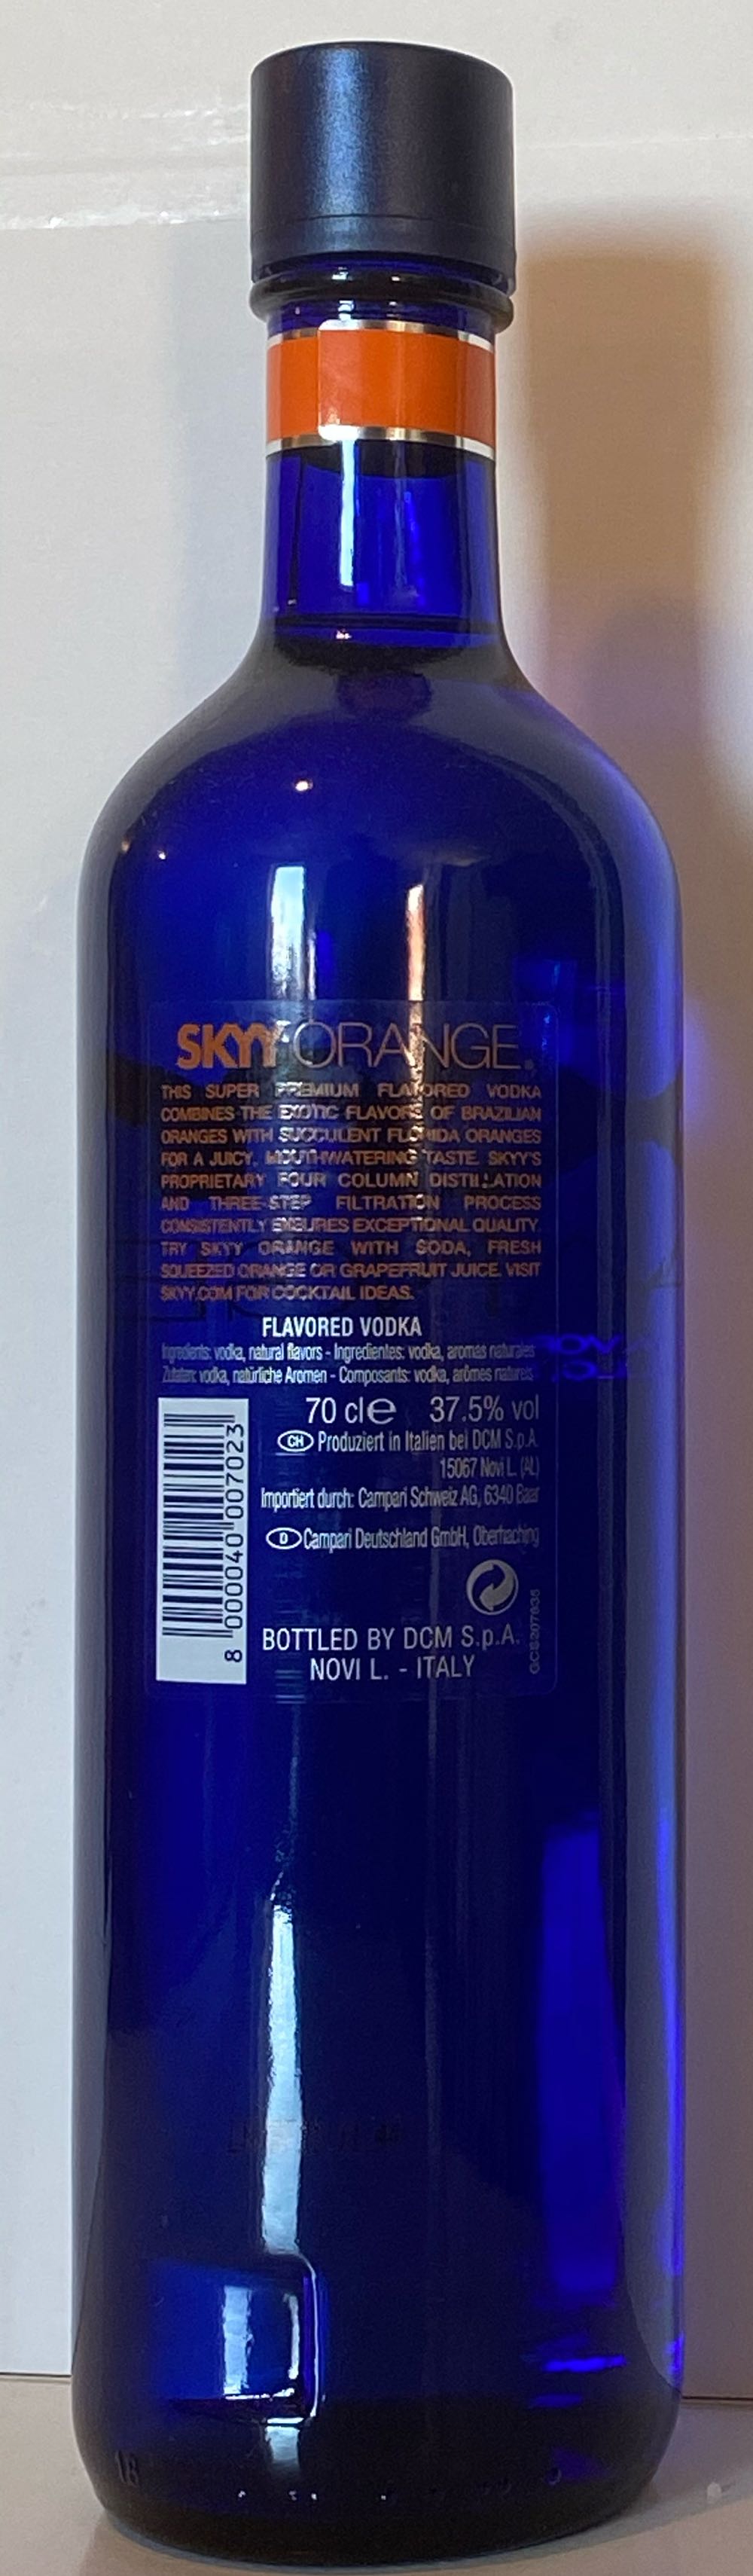 SKYY ORANGE®
THIS SUPER PREMIUM FLAVORED VODKA
COMBINES THE EXOTIC FLAVORS OF BRAZILIAN
ORANGES WITH SUCCULENT FLORIDA ORANGES
FOR A JUICY, MOUTHWATERING TASTE. SKYY'S
PROPRIETARY FOUR COLUMN DISTILLATION
AND THREE-STEP FILTRATION PROCESS
CONSISTENTLY ENSURES EXCEPTIONAL QUALITY.
TRY SKYY ORANGE WITH SODA, FRESH
SQUEEZED ORANGE OR GRAPEFRUIT JUICE. VISIT
SKYY.COM FOR COCKTAIL IDEAS.
FLAVORED VODKA
Ingredients: vodka, natural flavors - Ingredientes: vodka, aromas naturales
Zutaten: vodka, natürliche Aromen - Composants: vodka, arômes naturels
70 cl e 37.5% vol
CH Produziert in Italien bei DCM S.p.A.
15067 Novi L. (AL)
Importiert durch: Campari Schweiz AG, 6340 Baar
D Campari Deutschland GmbH, Oberhaching
8 000040 007023
GCS207635
BOTTLED BY DCM S.p.A.
NOVI L. - ITALY
18